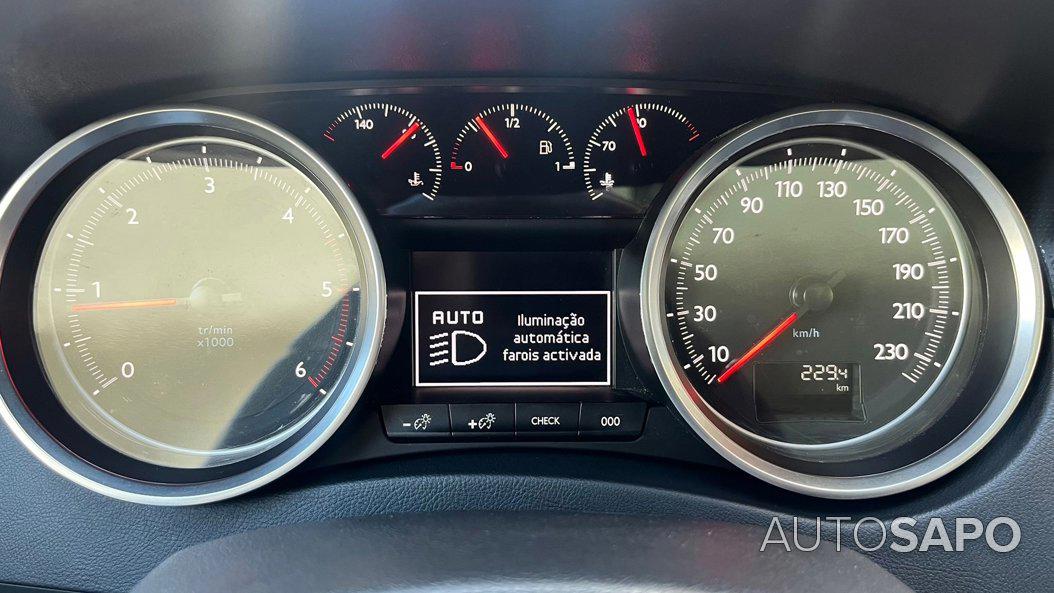 140
0
1/2
1
70
0
1
2
3
4
5
6
tr/min
x1000
AUTO
Iluminação
automática
farois activada
10
30
50
70
90
110
130
150
170
190
210
230
km/h
229.4
km
-
+
CHECK
000
AUTOSAPO